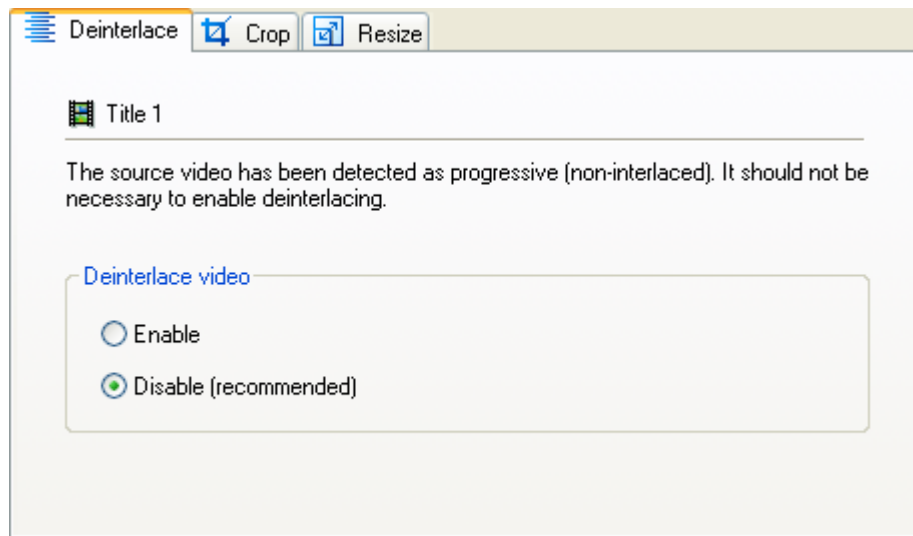 Deinterlace Crop Resize
Title 1
The source video has been detected as progressive (non-interlaced). It should not be
necessary to enable deinterlacing.
Deinterlace video
Enable
Disable (recommended)